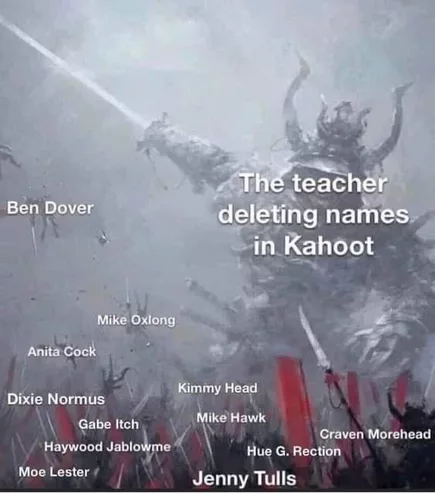 The teacher
deleting names
in Kahoot
Ben Dover
Mike Oxlong
Anita Cock
Kimmy Head
Dixie Normus
Mike Hawk
Gabe Itch
Craven Morehead
Haywood Jablowme
Hue G. Rection
Moe Lester
Jenny Tulls